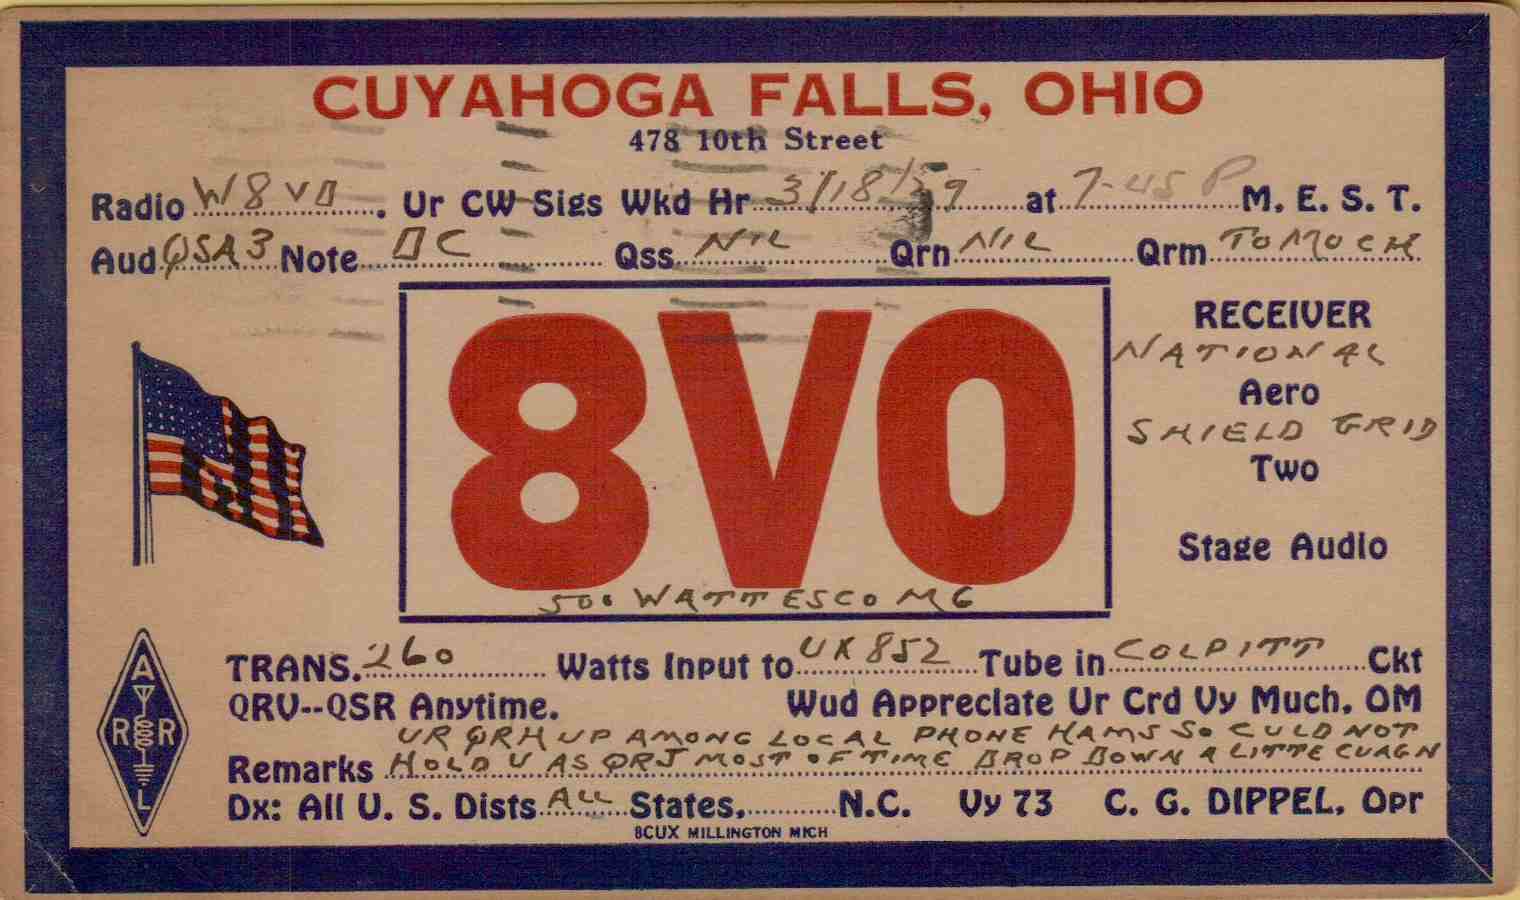 CUYAHOGA FALLS, OHIO
478 10th Street
Radio W8VO. Ur CW Sigs Wkd Hr 3/18/29 at 7-45 P M. E. S. T.
Aud QSA3 Note DC Qss NIL Qrn NIL Qrm TO MUCH
RECEIVER
NATIONAL AC
Aero
SHIELD GRID
Two
Stage Audio
8VO
500 WATT ESCO MG
TRANS. 260 Watts Input to UX852 Tube in COLPITT Ckt
QRV--QSR Anytime. Wud Appreciate Ur Crd Vy Much, OM
UR QRH UP AMONG LOCAL PHONE HAMS SO CULD NOT
Remarks HOLD U AS QRJ MOST OF TIME DROP DOWN A LITTE CUAGN
Dx: All U. S. Dists ALL States, N.C. Vy 73 C. G. DIPPEL, Opr
8CUX MILLINGTON MICH
A
R R
L